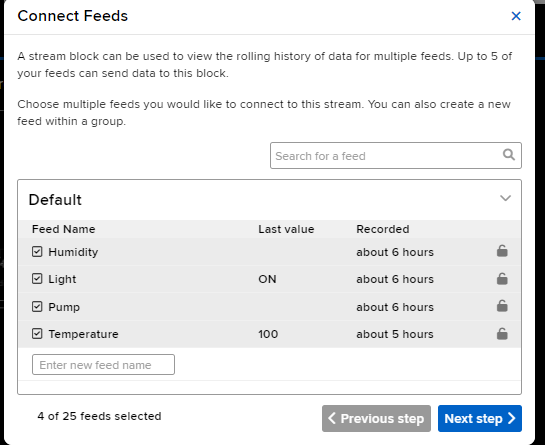 Connect Feeds
A stream block can be used to view the rolling history of data for multiple feeds. Up to 5 of
your feeds can send data to this block.
Choose multiple feeds you would like to connect to this stream. You can also create a new
feed within a group.
Search for a feed
Default
Feed Name Last value Recorded
Humidity about 6 hours
Light ON about 6 hours
Pump about 6 hours
Temperature 100 about 5 hours
Enter new feed name
4 of 25 feeds selected
Previous step
Next step